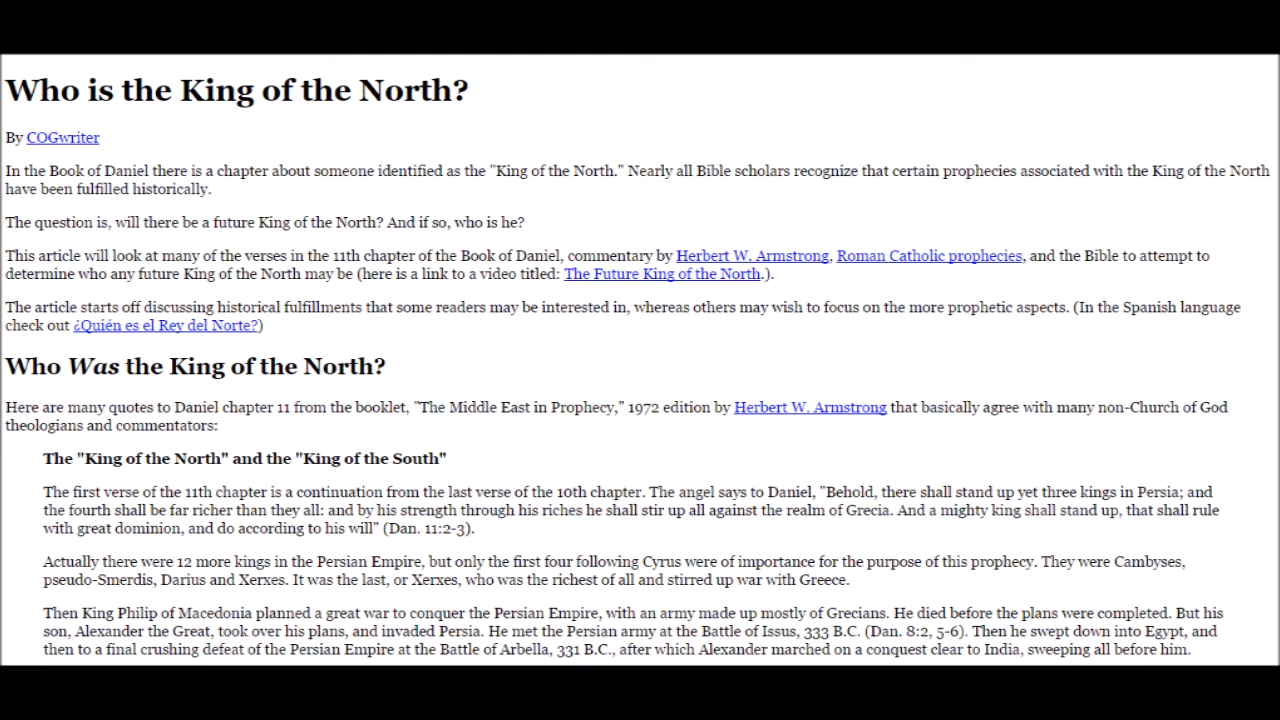 Who is the King of the North?
By COGwriter
In the Book of Daniel there is a chapter about someone identified as the "King of the North." Nearly all Bible scholars recognize that certain prophecies associated with the King of the North
have been fulfilled historically.
The question is, will there be a future King of the North? And if so, who is he?
This article will look at many of the verses in the 11th chapter of the Book of Daniel, commentary by Herbert W. Armstrong, Roman Catholic prophecies, and the Bible to attempt to
determine who any future King of the North may be (here is a link to a video titled: The Future King of the North.).
The article starts off discussing historical fulfillments that some readers may be interested in, whereas others may wish to focus on the more prophetic aspects. (In the Spanish language
check out ¿Quién es el Rey del Norte?)
Who Was the King of the North?
Here are many quotes to Daniel chapter 11 from the booklet, "The Middle East in Prophecy," 1972 edition by Herbert W. Armstrong that basically agree with many non-Church of God
theologians and commentators:
The "King of the North" and the "King of the South"
The first verse of the 11th chapter is a continuation from the last verse of the 10th chapter. The angel says to Daniel, "Behold, there shall stand up yet three kings in Persia; and
the fourth shall be far richer than they all: and by his strength through his riches he shall stir up all against the realm of Grecia. And a mighty king shall stand up, that shall rule
with great dominion, and do according to his will" (Dan. 11:2-3).
Actually there were 12 more kings in the Persian Empire, but only the first four following Cyrus were of importance for the purpose of this prophecy. They were Cambyses,
pseudo-Smerdis, Darius and Xerxes. It was the last, or Xerxes, who was the richest of all and stirred up war with Greece.
Then King Philip of Macedonia planned a great war to conquer the Persian Empire, with an army made up mostly of Grecians. He died before the plans were completed. But his
son, Alexander the Great, took over his plans, and invaded Persia. He met the Persian army at the Battle of Issus, 333 B.C. (Dan. 8:2, 5-6). Then he swept down into Egypt, and
then to a final crushing defeat of the Persian Empire at the Battle of Arbella, 331 B.C., after which Alexander marched on a conquest clear to India, sweeping all before him.